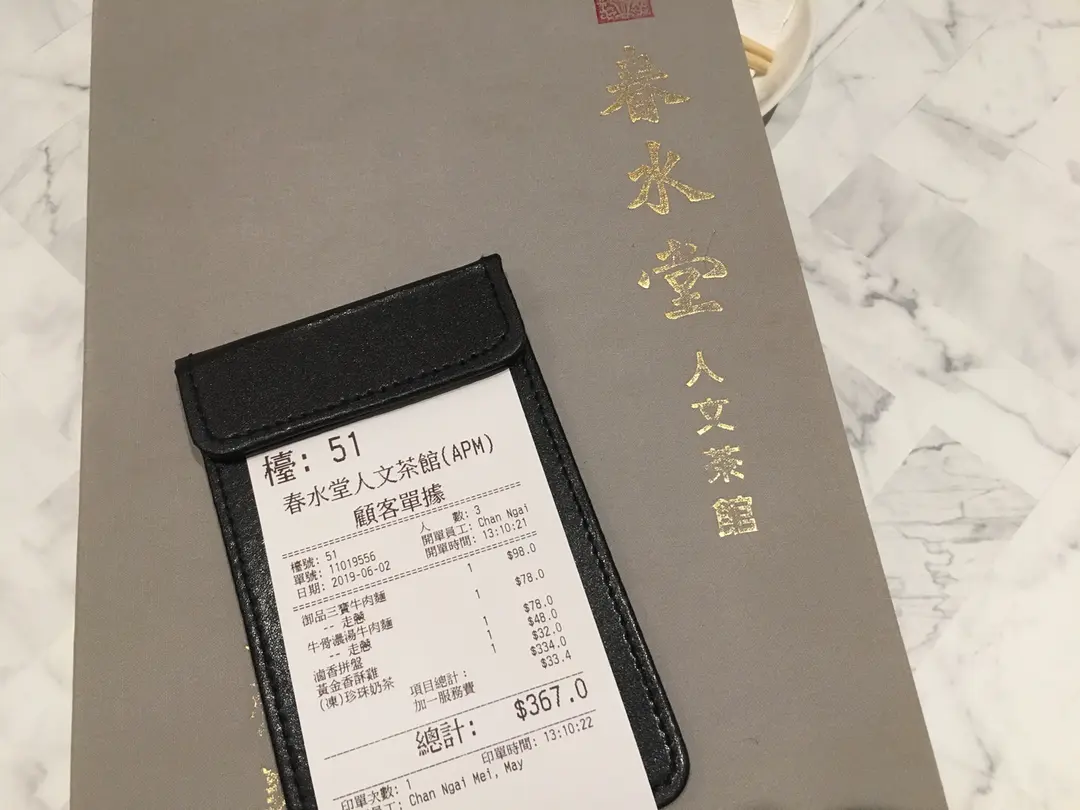 春水堂
人文茶館
檯: 51
春水堂人文茶館(APM)
顧客單據
檯號: 51 人 數: 3
單號: 11019556 開單員工: Chan Ngai
日期: 2019-06-02 開單時間: 13:10:21
御品三寶牛肉麵 1 $98.0
-- 走蔥
牛骨濃湯牛肉麵 1 $78.0
-- 走蔥
滷香拼盤 1 $78.0
黃金香酥雞 1 $48.0
(凍)珍珠奶茶 1 $32.0
項目總計: $334.0
加一服務費 $33.4
總計: $367.0
印單次數: 1 印單時間: 13:10:22
員工: Chan Ngai Mei, May